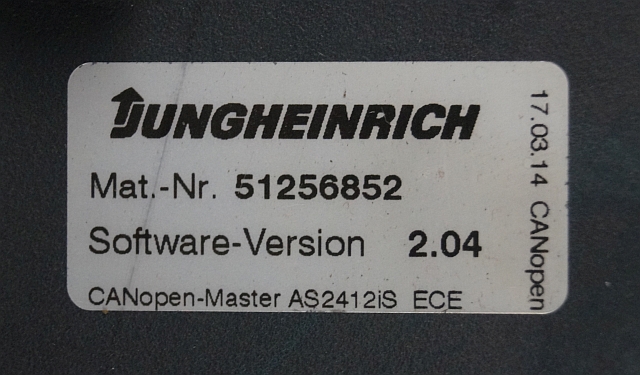 JUNGHEINRICH
Mat.-Nr. 51256852
Software-Version 2.04
CANopen-Master AS2412iS ECE
17.03.14 CANopen